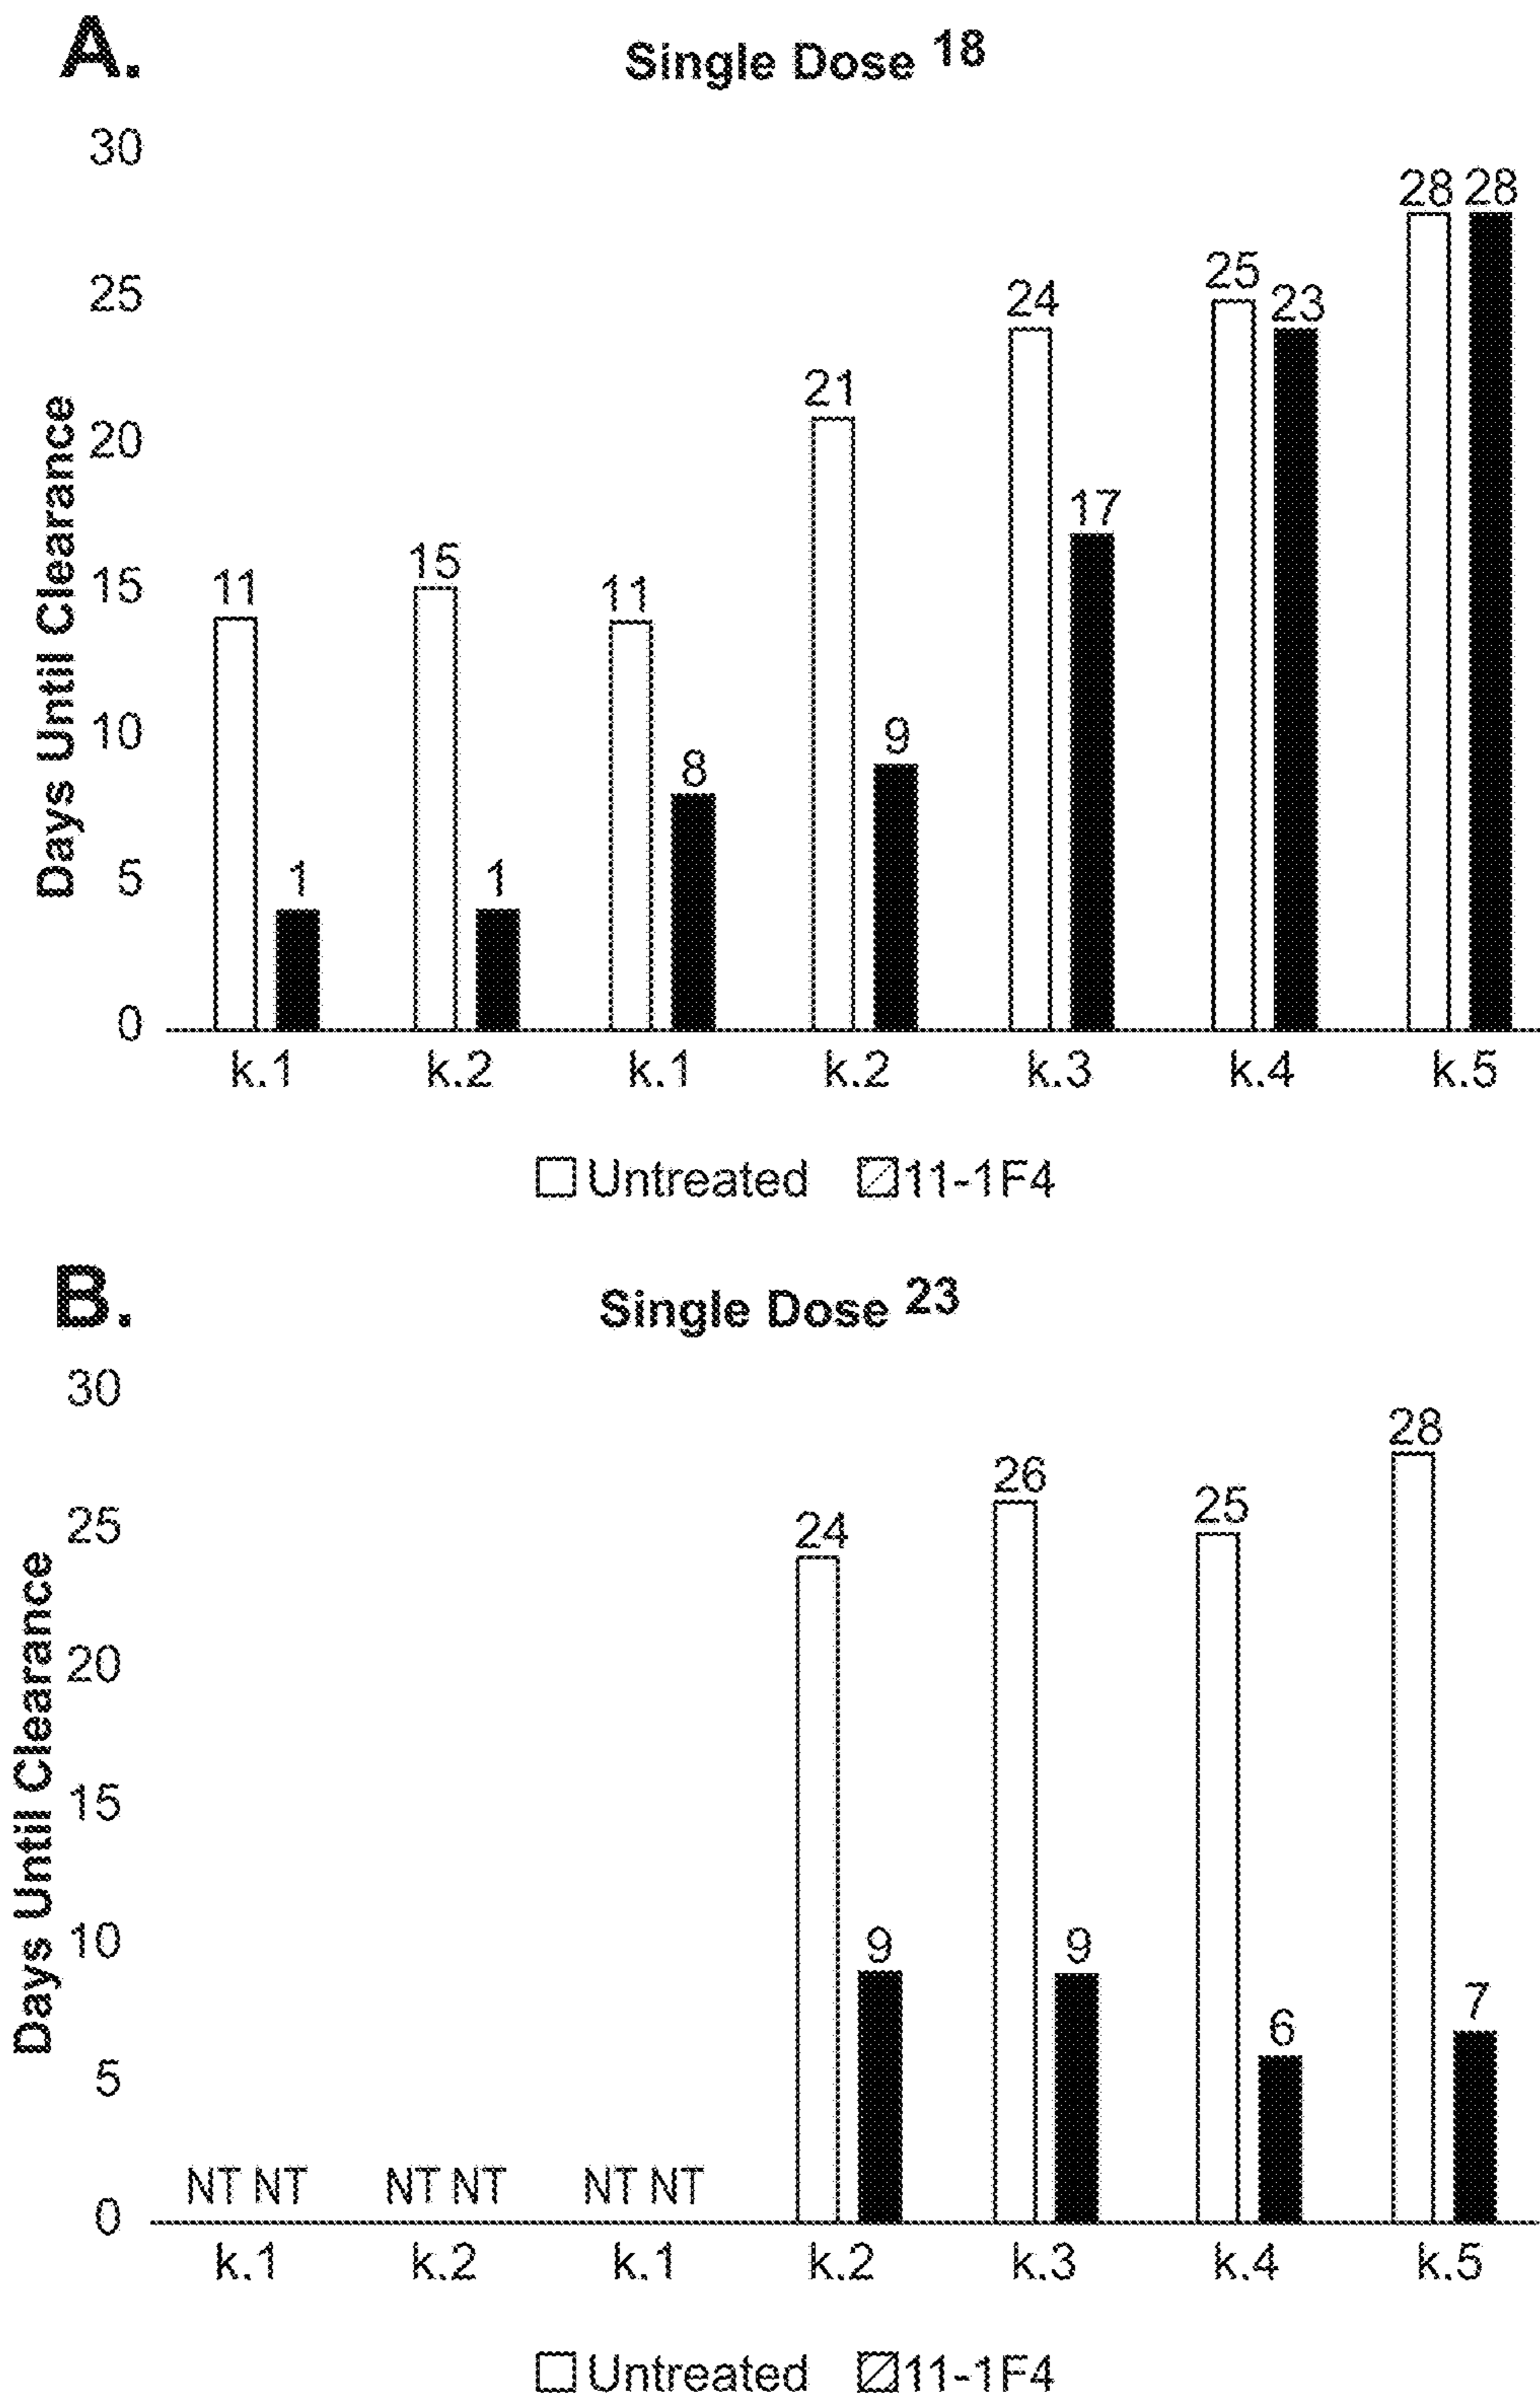 A.
Single Dose 18
30
25
20
15
10
5
0
Days Until Clearance
11 1 15 1 11 8 21 9 24 17 25 23 28 28
k.1 k.2 k.1 k.2 k.3 k.4 k.5
Untreated 11-1F4
B.
Single Dose 23
30
25
20
15
10
5
0
Days Until Clearance
NT NT NT NT NT NT 24 9 26 9 25 6 28 7
k.1 k.2 k.1 k.2 k.3 k.4 k.5
Untreated 11-1F4